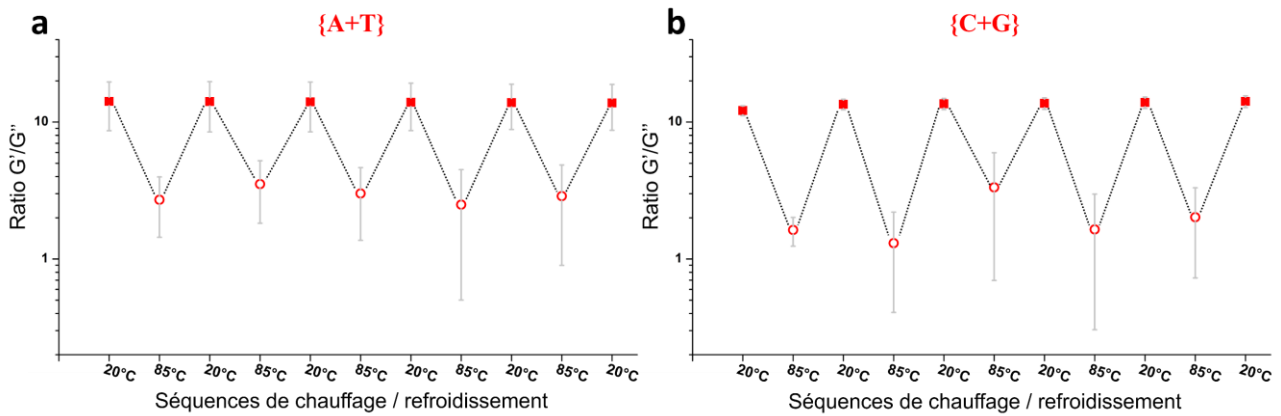 a
{A+T}
Ratio G'/G''
10
1
20°C 85°C 20°C 85°C 20°C 85°C 20°C 85°C 20°C 85°C 20°C
Séquences de chauffage / refroidissement
b
{C+G}
Ratio G'/G''
10
1
20°C 85°C 20°C 85°C 20°C 85°C 20°C 85°C 20°C 85°C 20°C
Séquences de chauffage / refroidissement